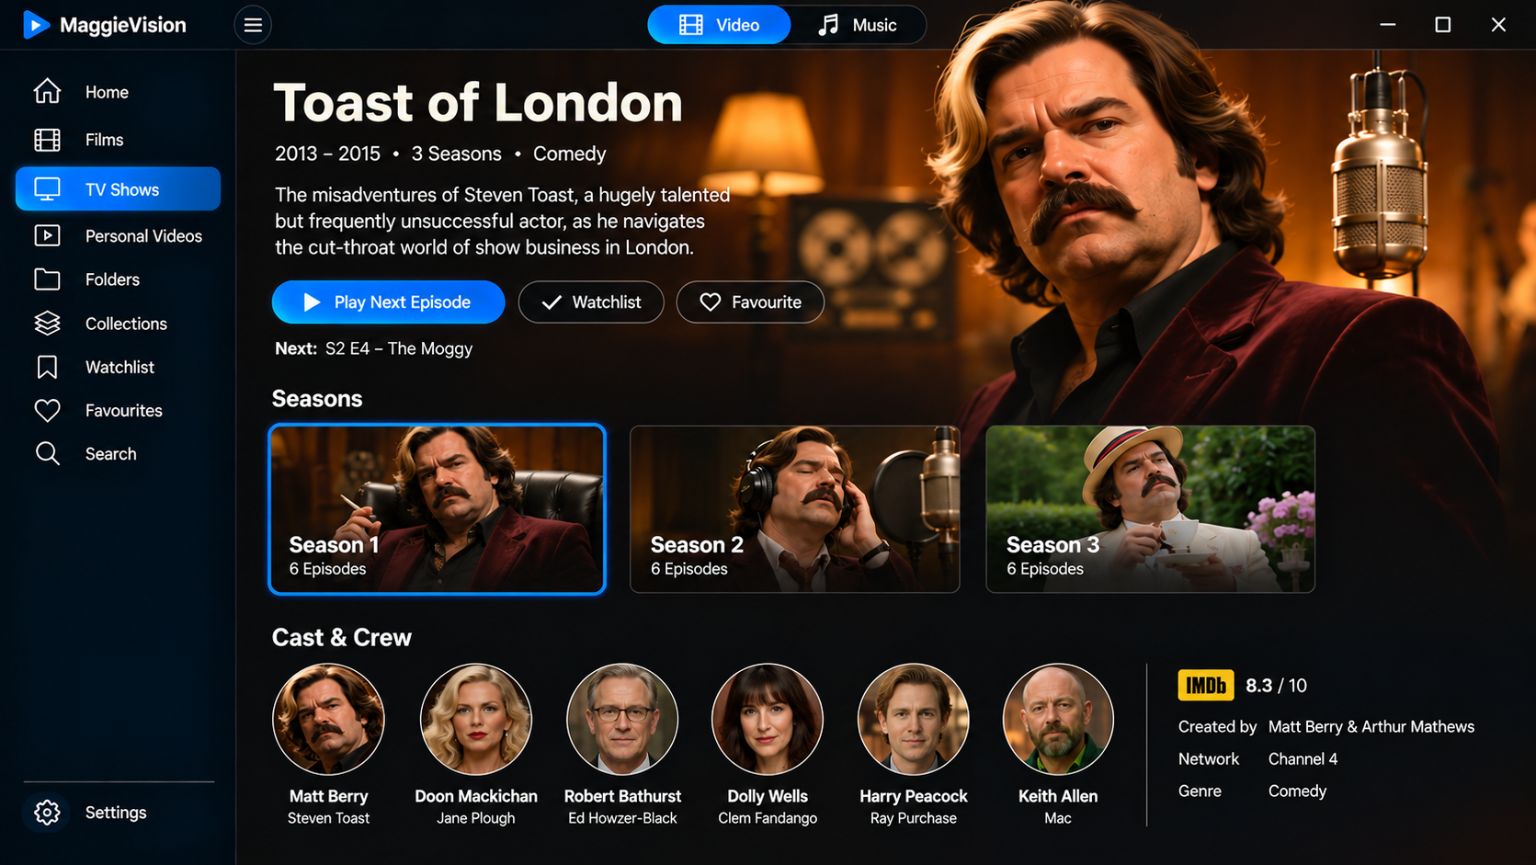 MaggieVision
Video
Music
Home
Films
TV Shows
Personal Videos
Folders
Collections
Watchlist
Favourites
Search
Settings
Toast of London
2013 – 2015 • 3 Seasons • Comedy
The misadventures of Steven Toast, a hugely talented
but frequently unsuccessful actor, as he navigates
the cut-throat world of show business in London.
Play Next Episode
Watchlist
Favourite
Next: S2 E4 – The Moggy
Seasons
Season 1
6 Episodes
Season 2
6 Episodes
Season 3
6 Episodes
Cast & Crew
Matt Berry
Steven Toast
Doon Mackichan
Jane Plough
Robert Bathurst
Ed Howzer-Black
Dolly Wells
Clem Fandango
Harry Peacock
Ray Purchase
Keith Allen
Mac
IMDb 8.3 / 10
Created by Matt Berry & Arthur Mathews
Network Channel 4
Genre Comedy